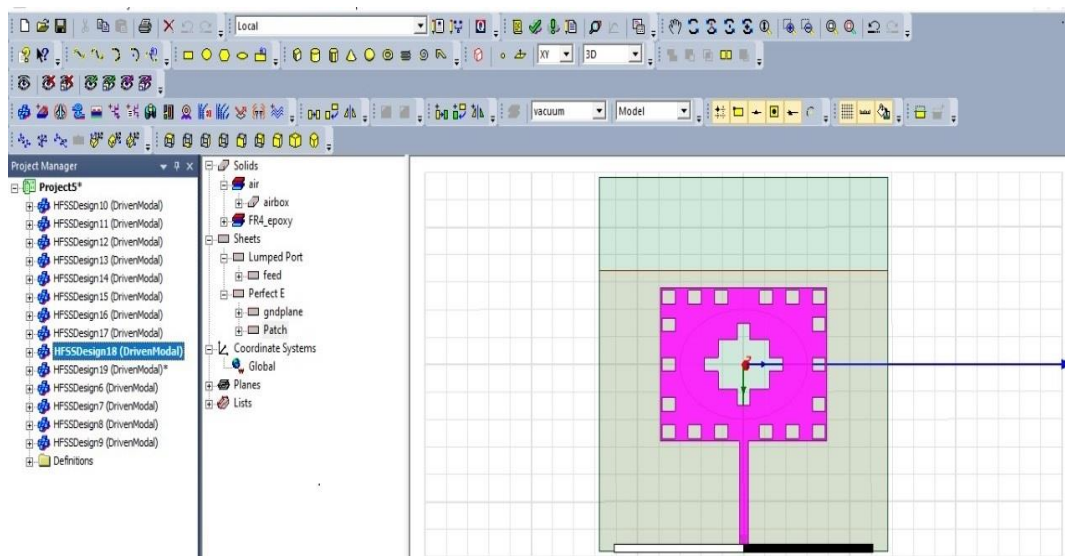 Local
XY
3D
vacuum
Model
Project Manager
Project5*
HFSSDesign10 (DrivenModal)
HFSSDesign11 (DrivenModal)
HFSSDesign12 (DrivenModal)
HFSSDesign13 (DrivenModal)
HFSSDesign14 (DrivenModal)
HFSSDesign15 (DrivenModal)
HFSSDesign16 (DrivenModal)
HFSSDesign17 (DrivenModal)
HFSSDesign18 (DrivenModal)
HFSSDesign19 (DrivenModal)*
HFSSDesign6 (DrivenModal)
HFSSDesign7 (DrivenModal)
HFSSDesign8 (DrivenModal)
HFSSDesign9 (DrivenModal)
Definitions
Solids
air
airbox
FR4_epoxy
Sheets
Lumped Port
feed
Perfect E
gndplane
Patch
Coordinate Systems
Global
Planes
Lists